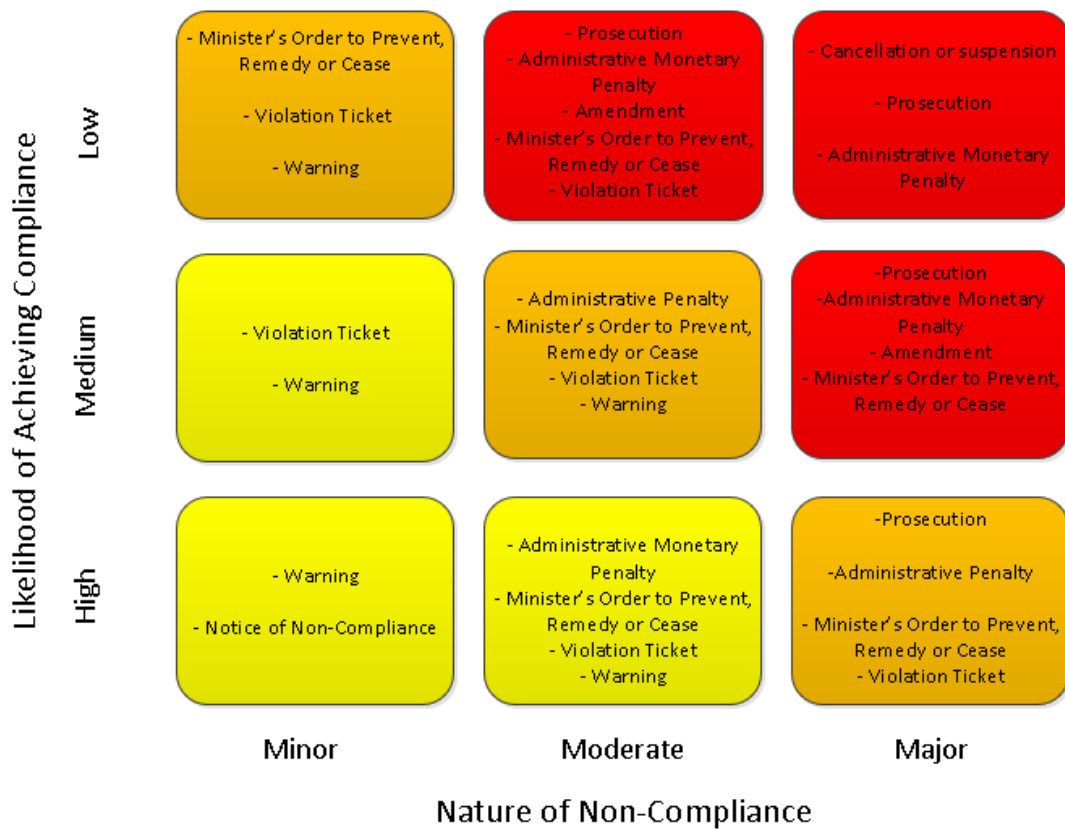 Likelihood of Achieving Compliance
Low
- Minister's Order to Prevent,
Remedy or Cease
- Violation Ticket
- Warning
- Prosecution
- Administrative Monetary
Penalty
- Amendment
- Minister's Order to Prevent,
Remedy or Cease
- Violation Ticket
- Cancellation or suspension
- Prosecution
- Administrative Monetary
Penalty
Medium
- Violation Ticket
- Warning
- Administrative Penalty
- Minister's Order to Prevent,
Remedy or Cease
- Violation Ticket
- Warning
-Prosecution
-Administrative Monetary
Penalty
- Amendment
- Minister's Order to Prevent,
Remedy or Cease
High
- Warning
- Notice of Non-Compliance
- Administrative Monetary
Penalty
- Minister's Order to Prevent,
Remedy or Cease
- Violation Ticket
- Warning
-Prosecution
-Administrative Penalty
- Minister's Order to Prevent,
Remedy or Cease
- Violation Ticket
Minor
Moderate
Major
Nature of Non-Compliance